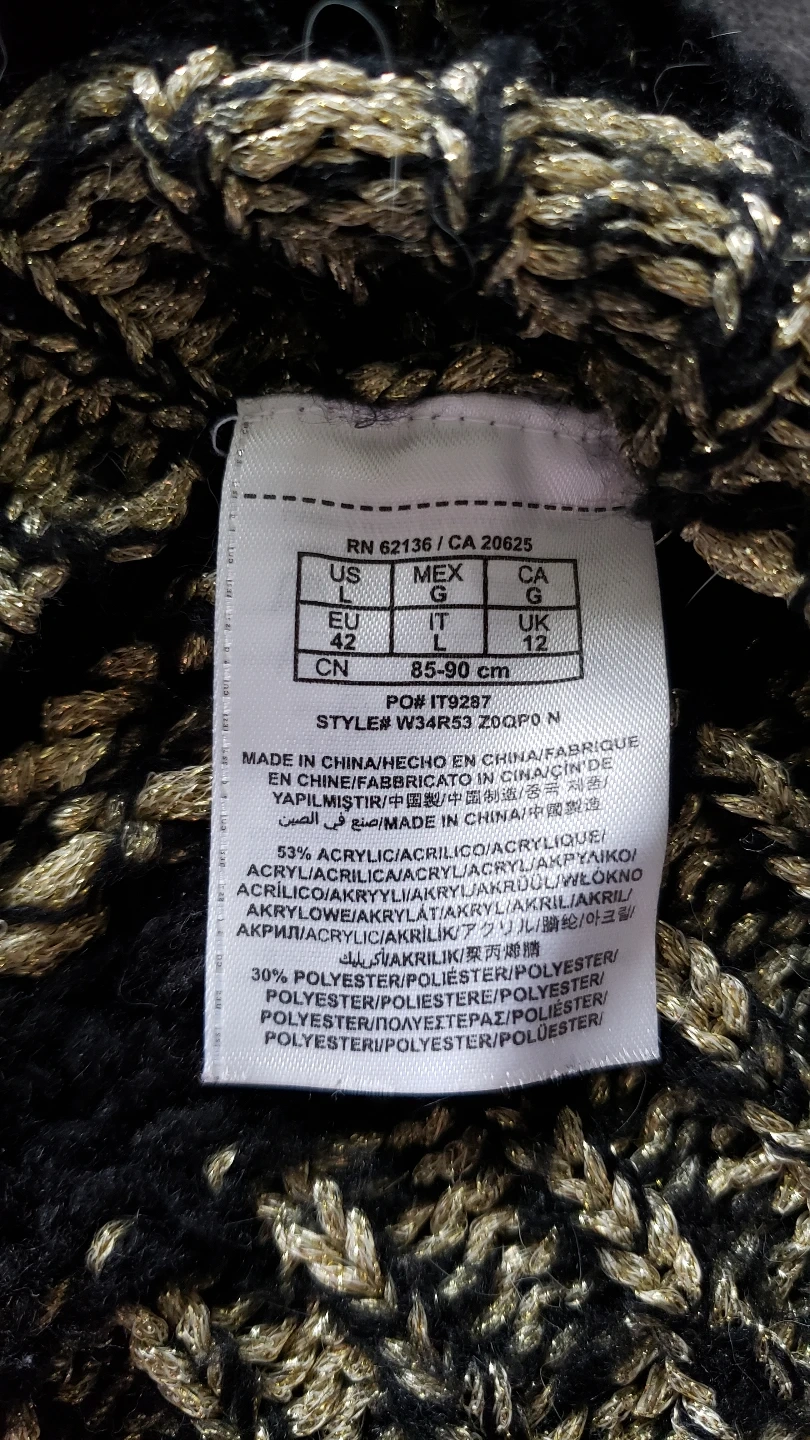 RN 62136 / CA 20625
US MEX CA
L G G
EU IT UK
42 L 12
CN 85-90 cm
PO# IT9287
STYLE# W34R53 Z0QP0 N
MADE IN CHINA/HECHO EN CHINA/FABRIQUE
EN CHINE/FABBRICATO IN CINA/ÇİN'DE
YAPILMIŞTIR/中國製/中国制造/중국 제품/
صنع في الصين/MADE IN CHINA/中國製造
53% ACRYLIC/ACRILICO/ACRYLIQUE/
ACRYL/ACRILICA/ACRYL/ACRYL/ΑΚΡΥΛΙΚΟ/
ACRÍLICO/AKRYYLI/AKRYL/AKRÜÜL/WŁÓKNO
AKRYLOWE/AKRYLÁT/AKRYL/AKRIL/AKRIL/
АКРИЛ/ACRYLIC/AKRİLİK/アクリル/腈纶/아크릴/
أكريليك/AKRILIK/聚丙烯腈
30% POLYESTER/POLIÉSTER/POLYESTER/
POLYESTER/POLIESTERE/POLYESTER/
POLYESTER/ΠΟΛΥΕΣΤΕΡΑΣ/POLIÉSTER/
POLYESTERI/POLYESTER/POLÜESTER/